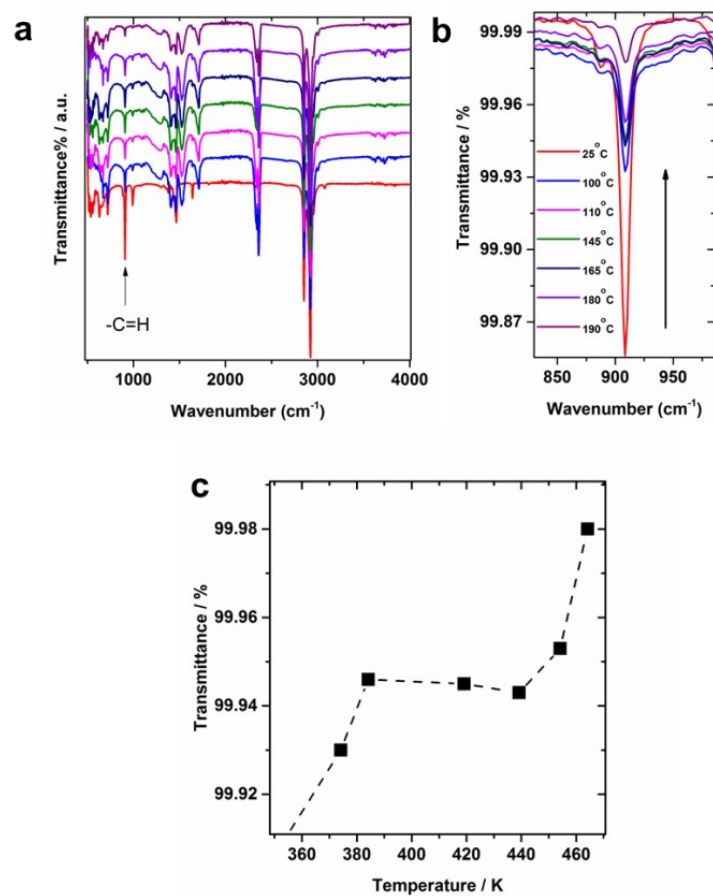 a
Transmittance% / a.u.
-C=H
1000 2000 3000 4000
Wavenumber (cm⁻¹)
b
Transmittance / %
99.99
99.96
99.93
99.90
99.87
25°C
100°C
110°C
145°C
165°C
180°C
190°C
850 900 950
Wavenumber (cm⁻¹)
c
Transmittance / %
99.98
99.96
99.94
99.92
360 380 400 420 440 460
Temperature / K